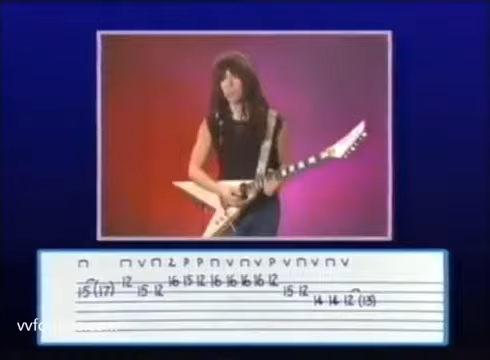 ⊓ ⊓ V ⊓ 2 P P ⊓ V ⊓ V P V ⊓ V ⊓ V
12 16 15 12 16 16 16 16 12
15 (17) 15 12 15 12
14 14 12 (13)